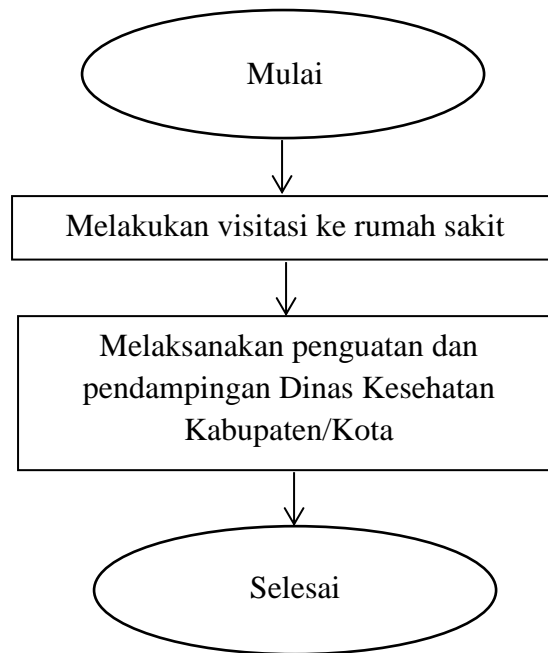 Mulai
Melakukan visitasi ke rumah sakit
Melaksanakan penguatan dan
pendampingan Dinas Kesehatan
Kabupaten/Kota
Selesai